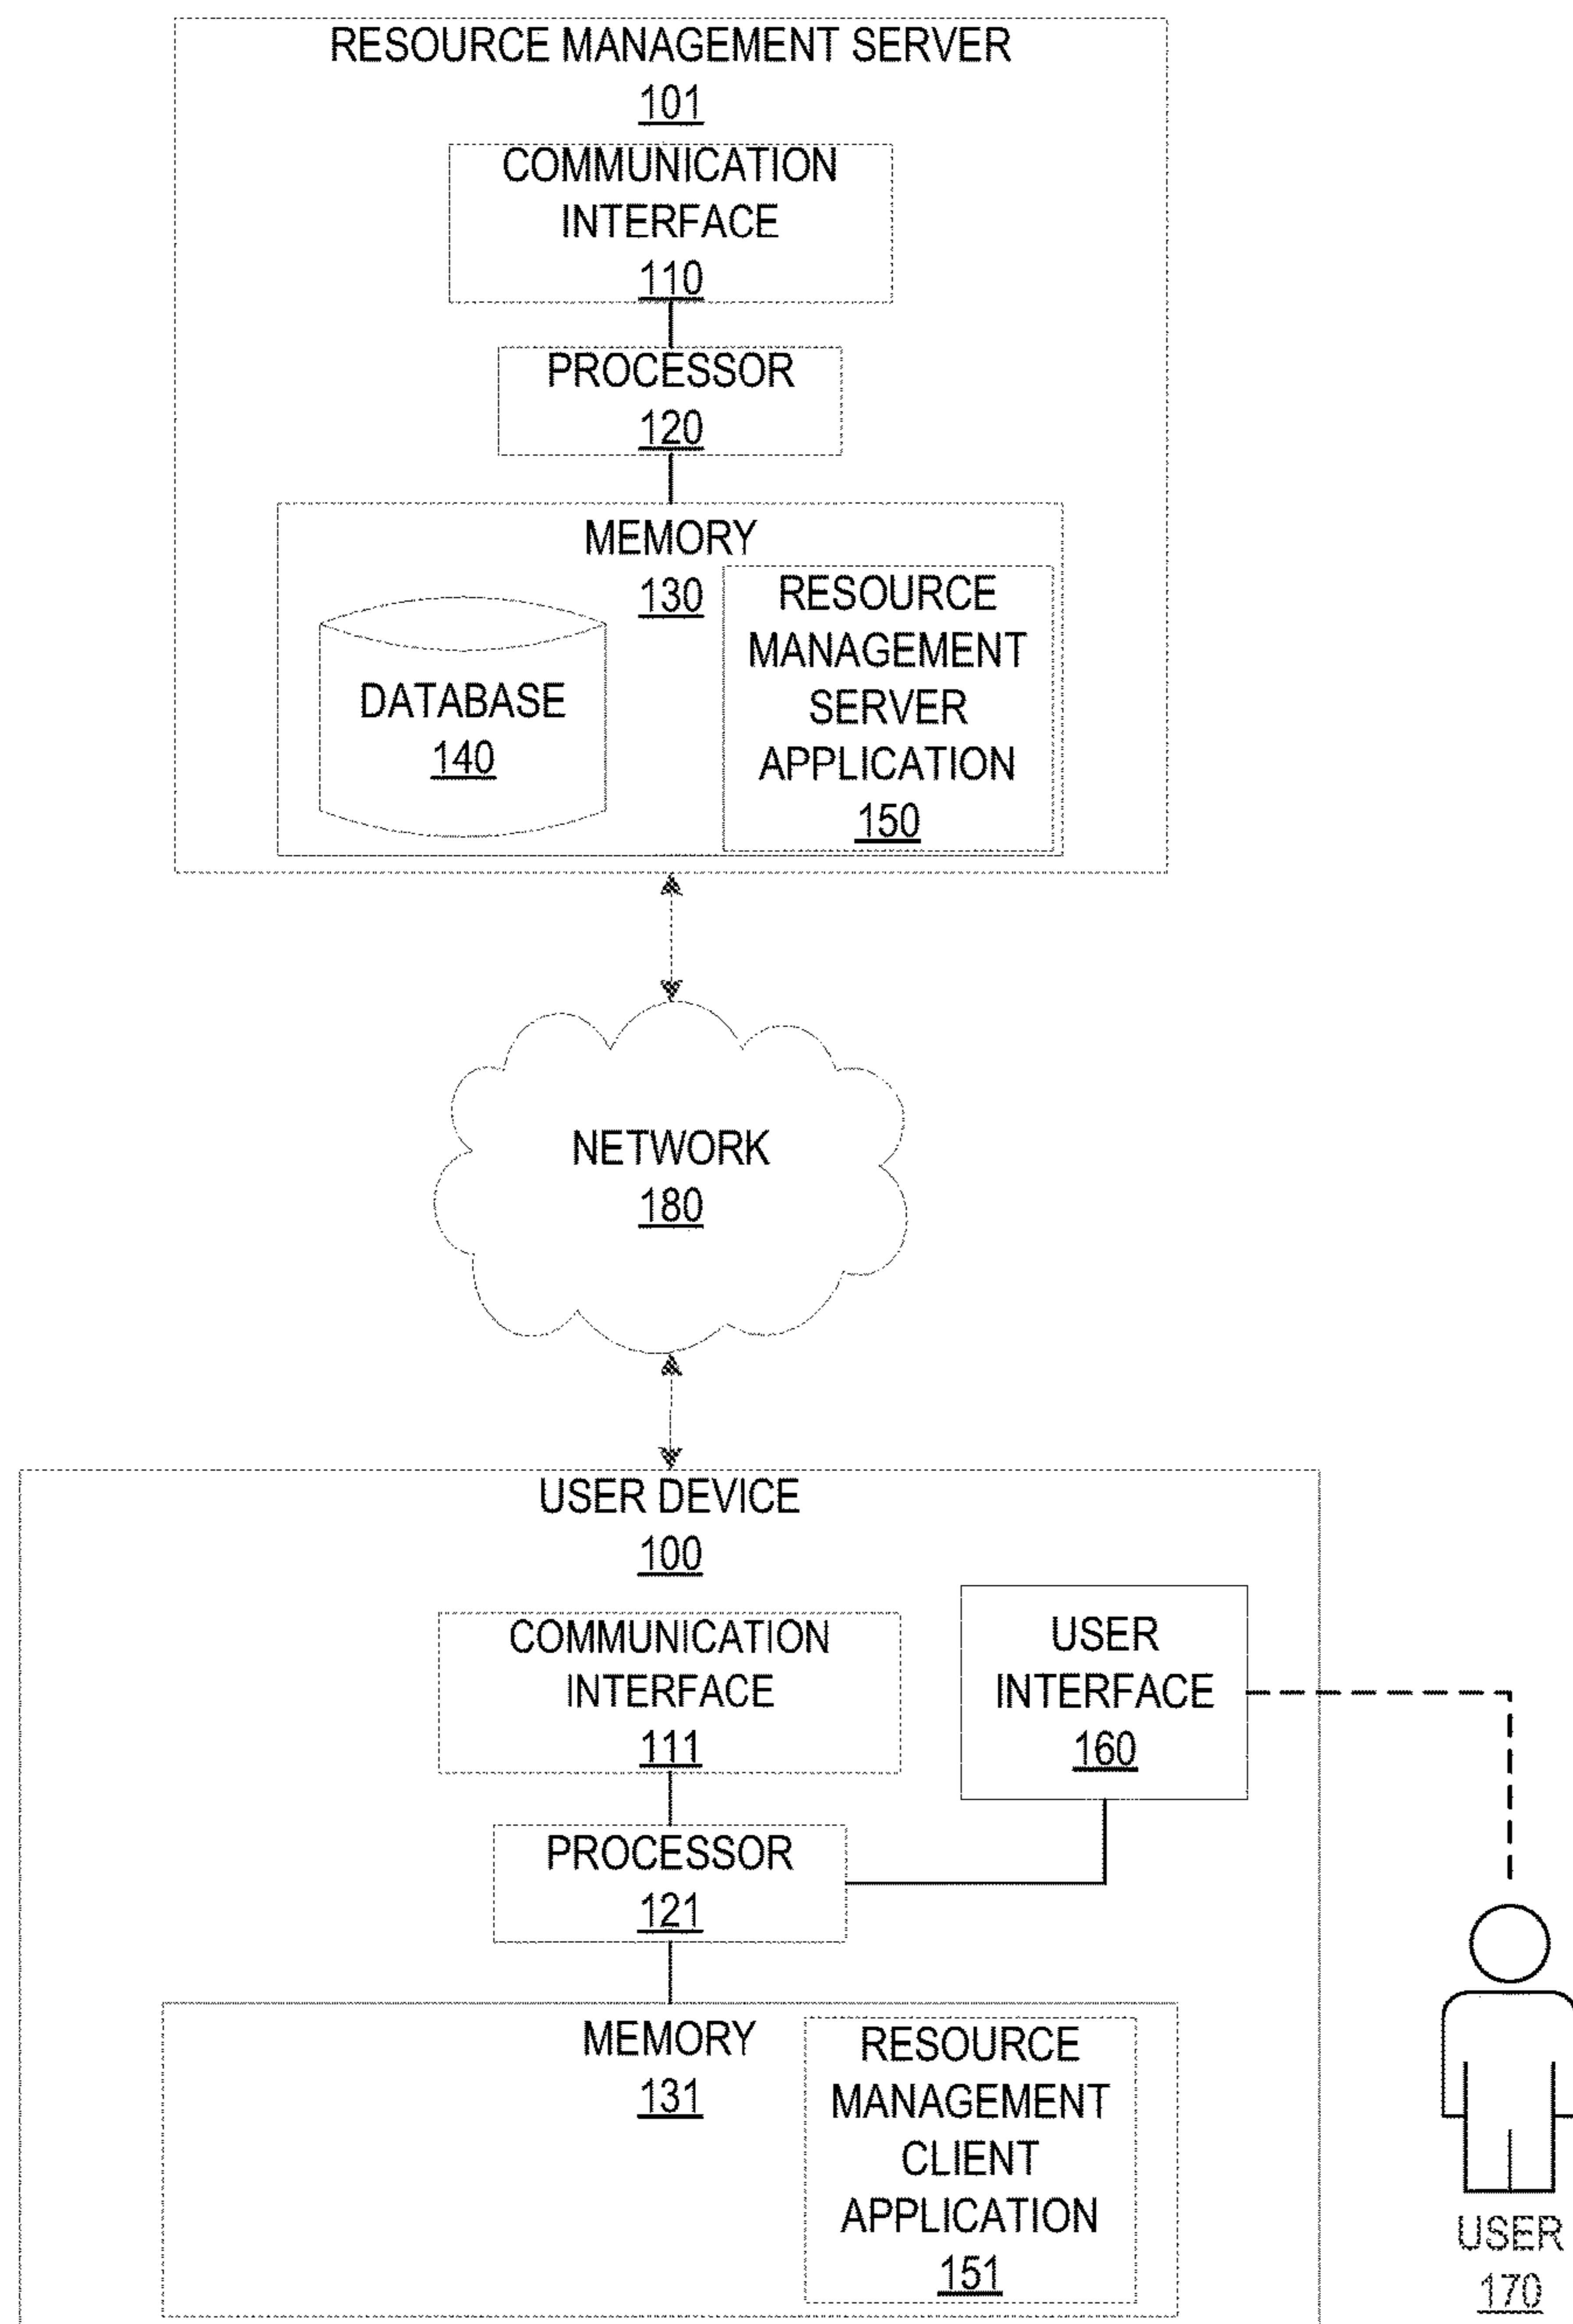 RESOURCE MANAGEMENT SERVER
101
COMMUNICATION
INTERFACE
110
PROCESSOR
120
MEMORY
130
DATABASE
140
RESOURCE
MANAGEMENT
SERVER
APPLICATION
150
NETWORK
180
USER DEVICE
100
COMMUNICATION
INTERFACE
111
USER
INTERFACE
160
PROCESSOR
121
MEMORY
131
RESOURCE
MANAGEMENT
CLIENT
APPLICATION
151
USER
170